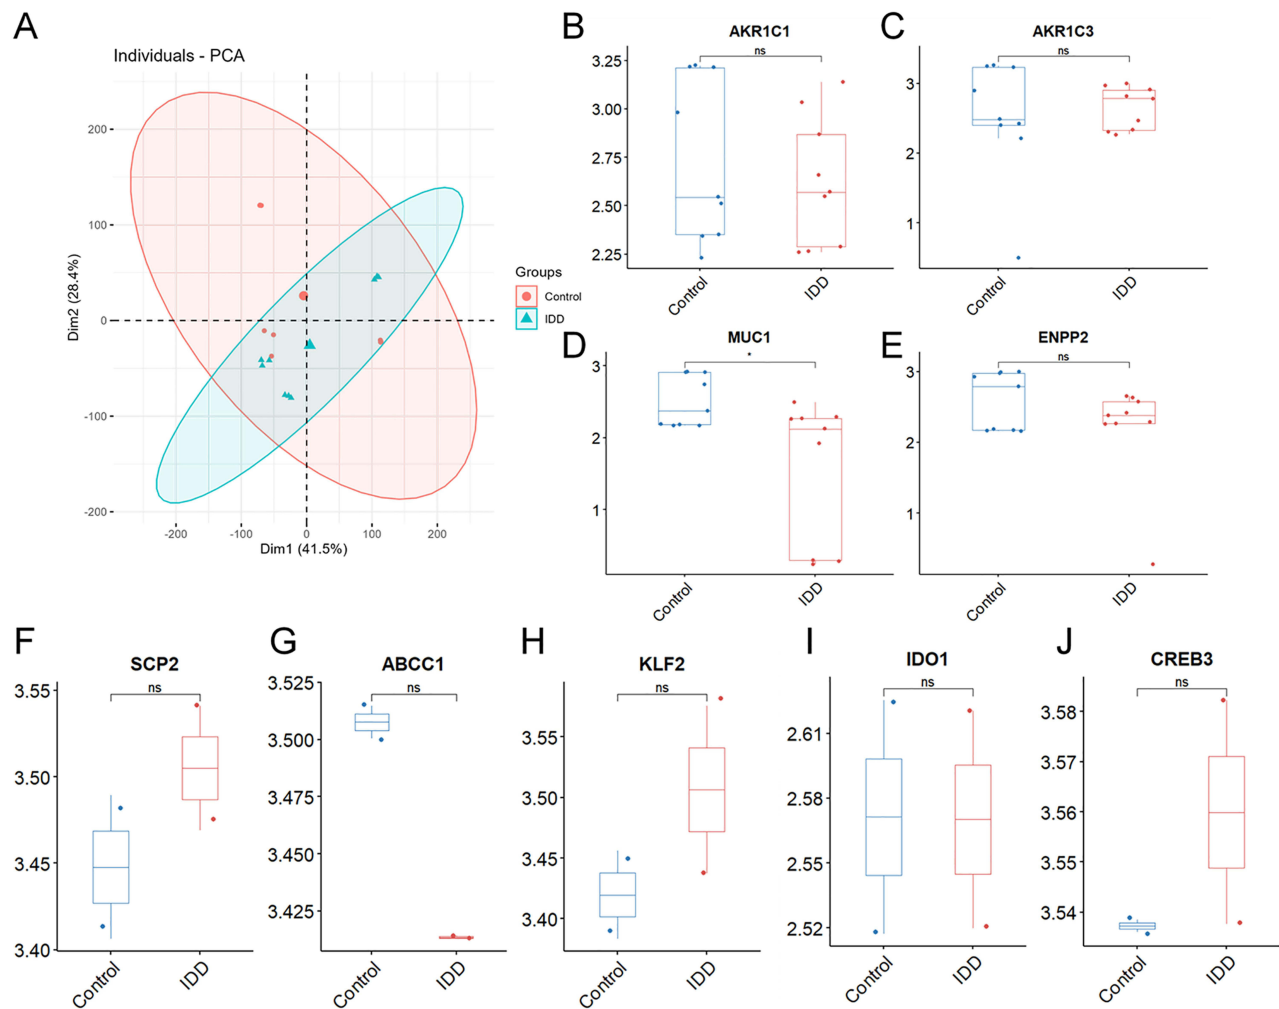 A
Individuals - PCA
Dim2 (28.4%)
200
100
0
-100
-200
-200
-100
0
100
200
Dim1 (41.5%)
Groups
Control
IDD
B
AKR1C1
ns
3.25
3.00
2.75
2.50
2.25
Control
IDD
C
AKR1C3
ns
3
2
1
Control
IDD
D
MUC1
*
3
2
1
Control
IDD
E
ENPP2
ns
3
2
1
Control
IDD
F
SCP2
ns
3.55
3.50
3.45
3.40
Control
IDD
G
ABCC1
ns
3.525
3.500
3.475
3.450
3.425
Control
IDD
H
KLF2
ns
3.55
3.50
3.45
3.40
Control
IDD
I
IDO1
ns
2.61
2.58
2.55
2.52
Control
IDD
J
CREB3
ns
3.58
3.57
3.56
3.55
3.54
Control
IDD